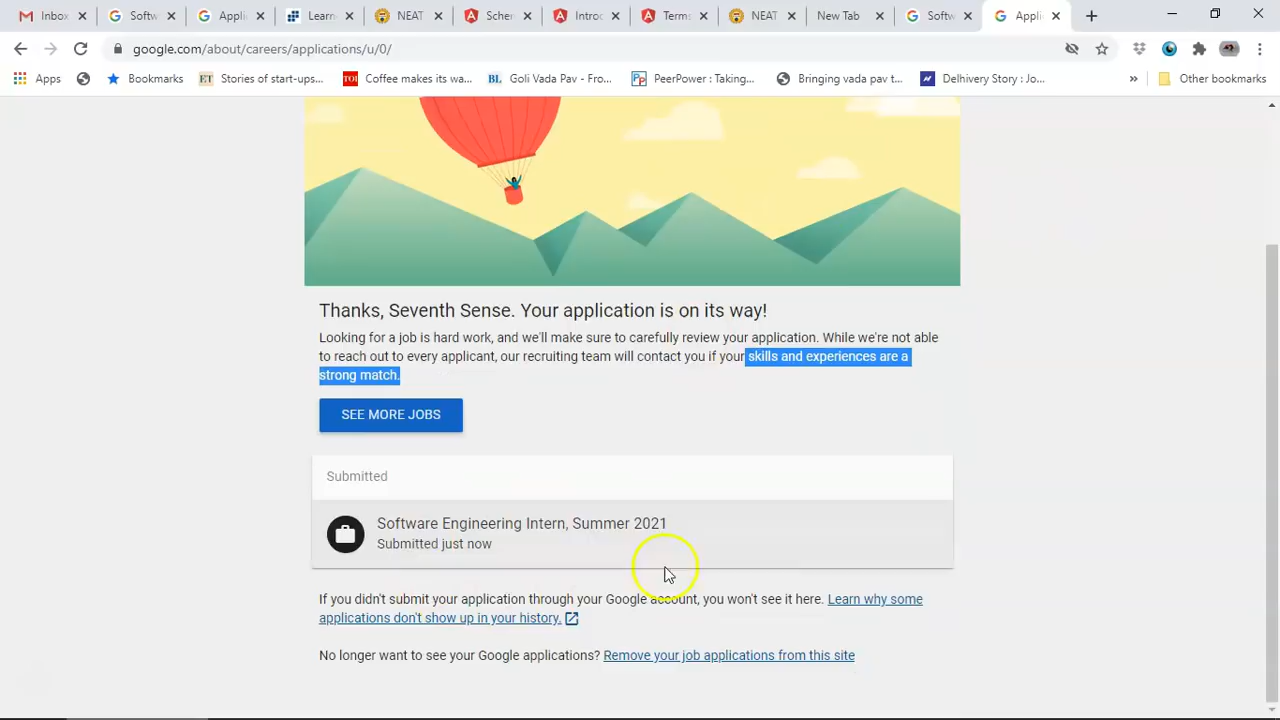 Inbox
Softw
Appli
Learn
NEAT
Scher
Introc
Terms
NEAT
New Tab
Softw
Appli
google.com/about/careers/applications/u/0/
Apps
Bookmarks
ET Stories of start-ups...
TOI Coffee makes its wa...
BL Goli Vada Pav - Fro...
PeerPower : Taking...
Bringing vada pav t...
Delhivery Story : Jo...
»
Other bookmarks
Thanks, Seventh Sense. Your application is on its way!
Looking for a job is hard work, and we'll make sure to carefully review your application. While we're not able
to reach out to every applicant, our recruiting team will contact you if your skills and experiences are a
strong match.
SEE MORE JOBS
Submitted
Software Engineering Intern, Summer 2021
Submitted just now
If you didn't submit your application through your Google account, you won't see it here. Learn why some
applications don't show up in your history.
No longer want to see your Google applications? Remove your job applications from this site